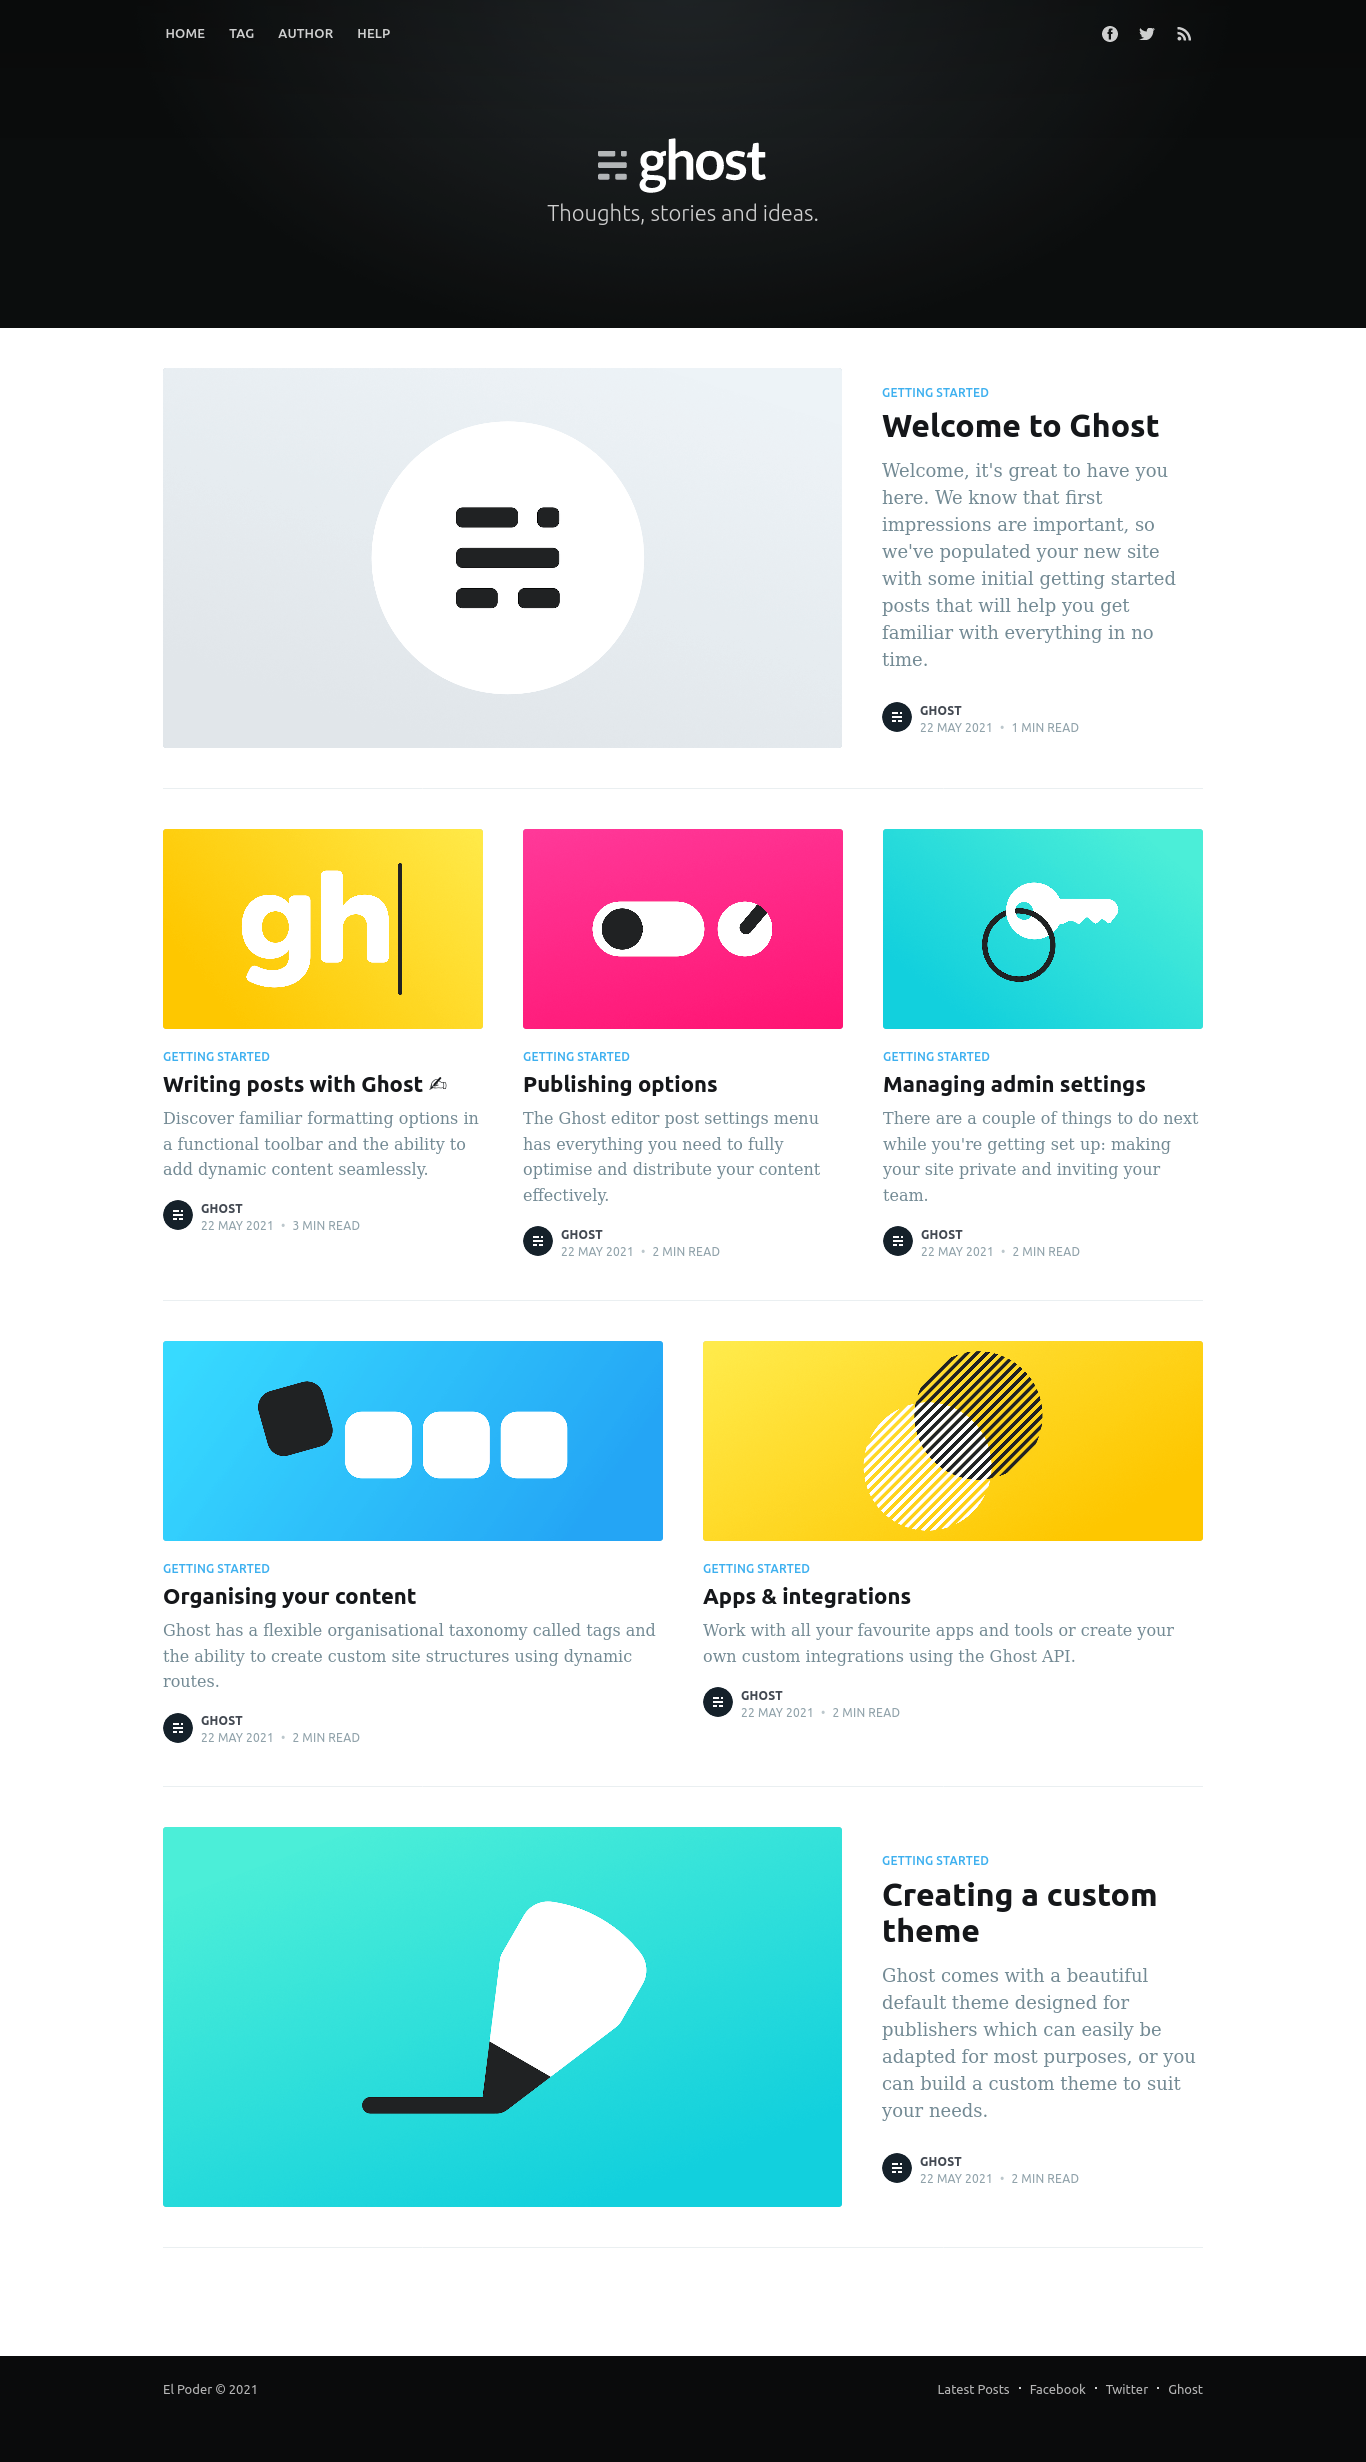 HOME TAG AUTHOR HELP
ghost
Thoughts, stories and ideas.
GETTING STARTED
Welcome to Ghost
Welcome, it's great to have you
here. We know that first
impressions are important, so
we've populated your new site
with some initial getting started
posts that will help you get
familiar with everything in no
time.
GHOST
22 MAY 2021 • 1 MIN READ
gh
GETTING STARTED
Writing posts with Ghost ✍
Discover familiar formatting options in
a functional toolbar and the ability to
add dynamic content seamlessly.
GHOST
22 MAY 2021 • 3 MIN READ
GETTING STARTED
Publishing options
The Ghost editor post settings menu
has everything you need to fully
optimise and distribute your content
effectively.
GHOST
22 MAY 2021 • 2 MIN READ
GETTING STARTED
Managing admin settings
There are a couple of things to do next
while you're getting set up: making
your site private and inviting your
team.
GHOST
22 MAY 2021 • 2 MIN READ
GETTING STARTED
Organising your content
Ghost has a flexible organisational taxonomy called tags and
the ability to create custom site structures using dynamic
routes.
GHOST
22 MAY 2021 • 2 MIN READ
GETTING STARTED
Apps & integrations
Work with all your favourite apps and tools or create your
own custom integrations using the Ghost API.
GHOST
22 MAY 2021 • 2 MIN READ
GETTING STARTED
Creating a custom
theme
Ghost comes with a beautiful
default theme designed for
publishers which can easily be
adapted for most purposes, or you
can build a custom theme to suit
your needs.
GHOST
22 MAY 2021 • 2 MIN READ
El Poder © 2021
Latest Posts • Facebook • Twitter • Ghost